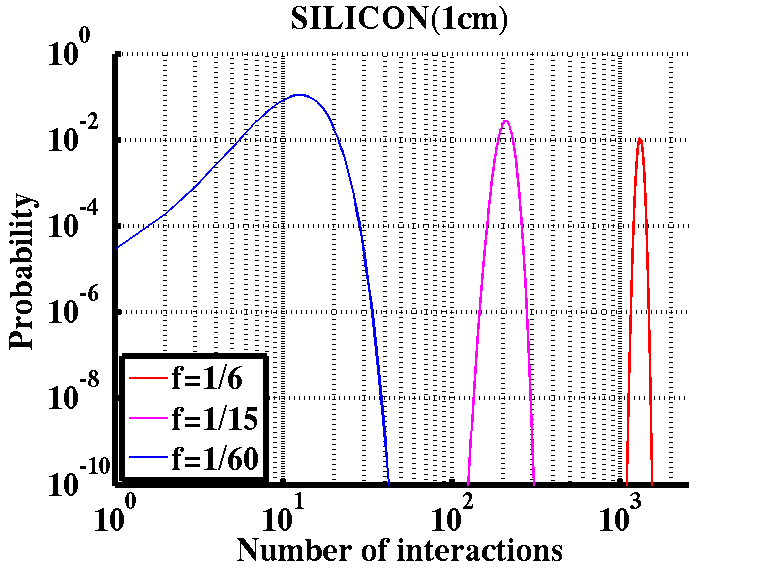 SILICON(1cm)
Probability
10^0
10^-2
10^-4
10^-6
10^-8
10^-10
f=1/6
f=1/15
f=1/60
10^0 10^1 10^2 10^3
Number of interactions